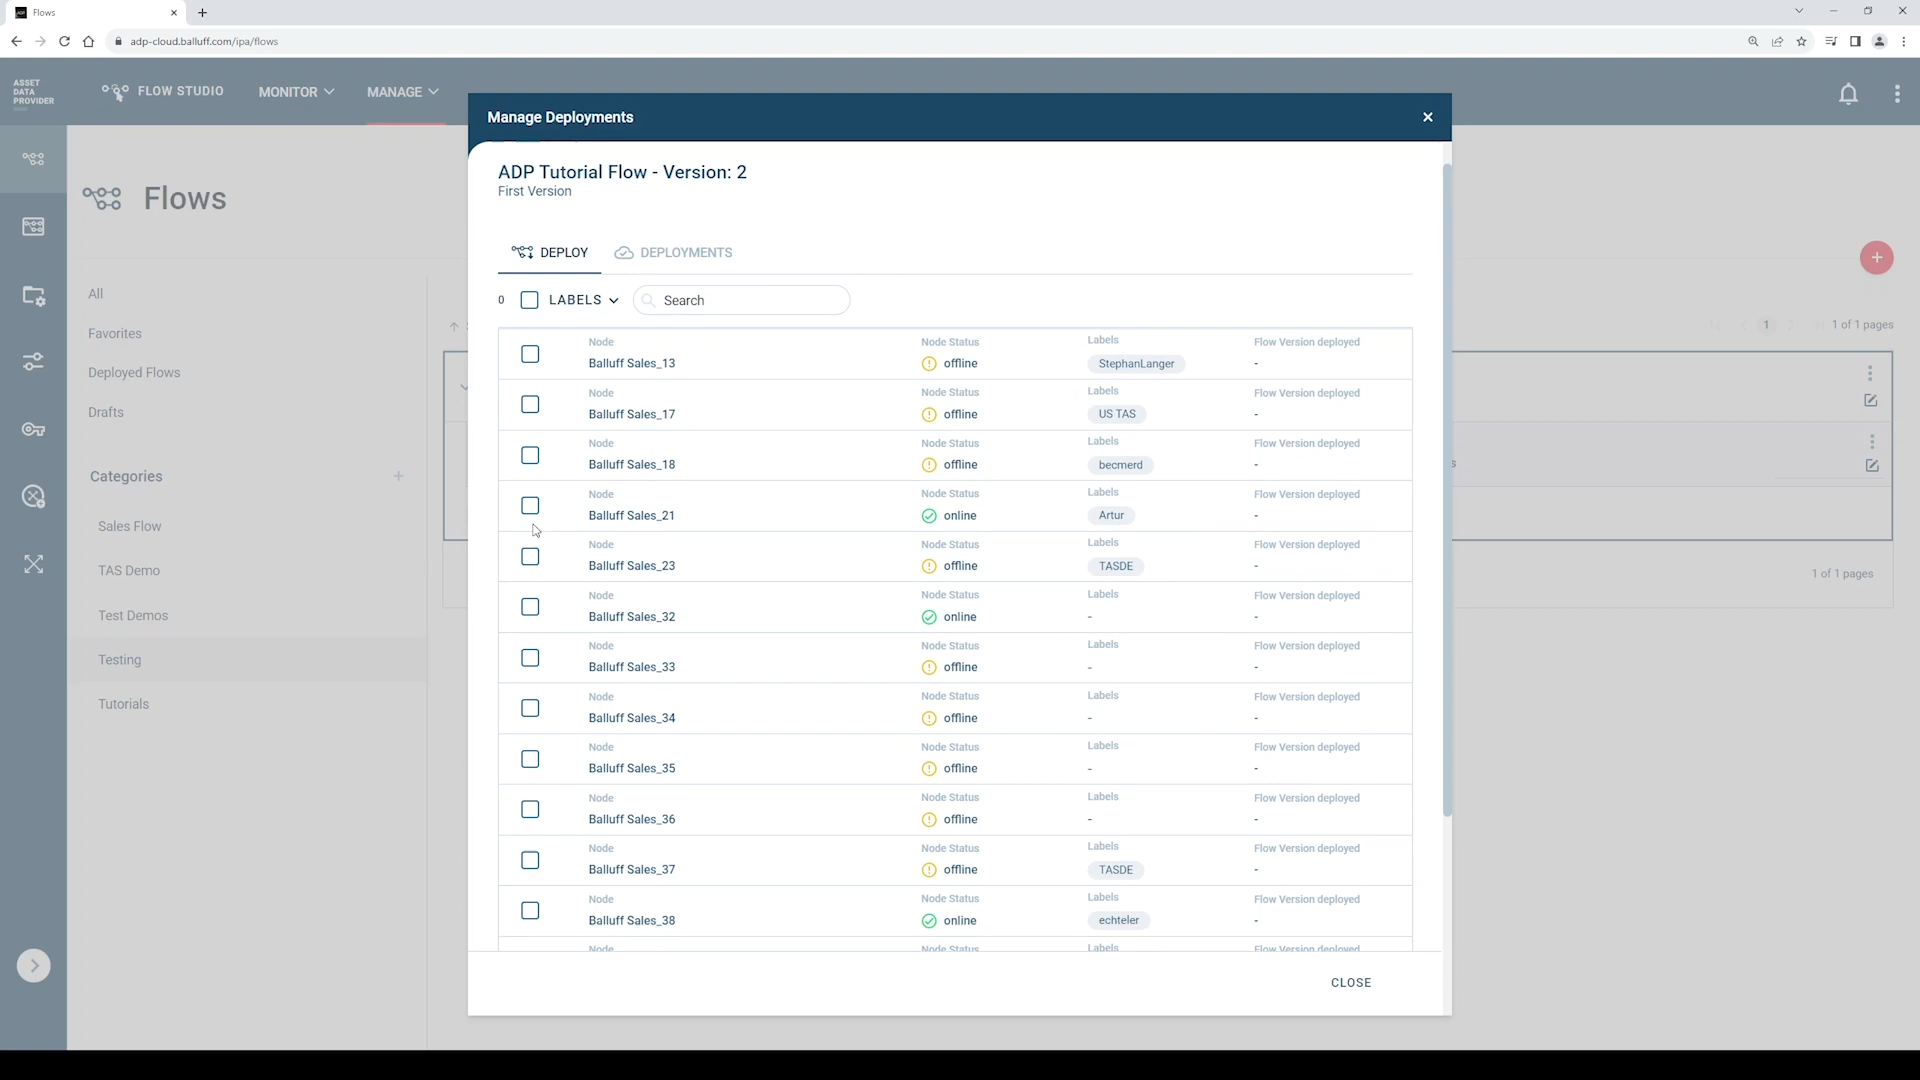 Flows
adp-cloud.balluff.com/ipa/flows
ASSET
DATA
PROVIDER
FLOW STUDIO
MONITOR
MANAGE
Manage Deployments
ADP Tutorial Flow - Version: 2
First Version
DEPLOY
DEPLOYMENTS
0
LABELS
Search
Flows
All
Favorites
Deployed Flows
Drafts
Categories
Sales Flow
TAS Demo
Test Demos
Testing
Tutorials
Node Node Status Labels Flow Version deployed
Balluff Sales_13 offline StephanLanger -
Node Node Status Labels Flow Version deployed
Balluff Sales_17 offline US TAS -
Node Node Status Labels Flow Version deployed
Balluff Sales_18 offline becmerd -
Node Node Status Labels Flow Version deployed
Balluff Sales_21 online Artur -
Node Node Status Labels Flow Version deployed
Balluff Sales_23 offline TASDE -
Node Node Status Labels Flow Version deployed
Balluff Sales_32 online - -
Node Node Status Labels Flow Version deployed
Balluff Sales_33 offline - -
Node Node Status Labels Flow Version deployed
Balluff Sales_34 offline - -
Node Node Status Labels Flow Version deployed
Balluff Sales_35 offline - -
Node Node Status Labels Flow Version deployed
Balluff Sales_36 offline - -
Node Node Status Labels Flow Version deployed
Balluff Sales_37 offline TASDE -
Node Node Status Labels Flow Version deployed
Balluff Sales_38 online echteler -
Node Node Status Labels Flow Version deployed
CLOSE
1 1 of 1 pages
1 of 1 pages